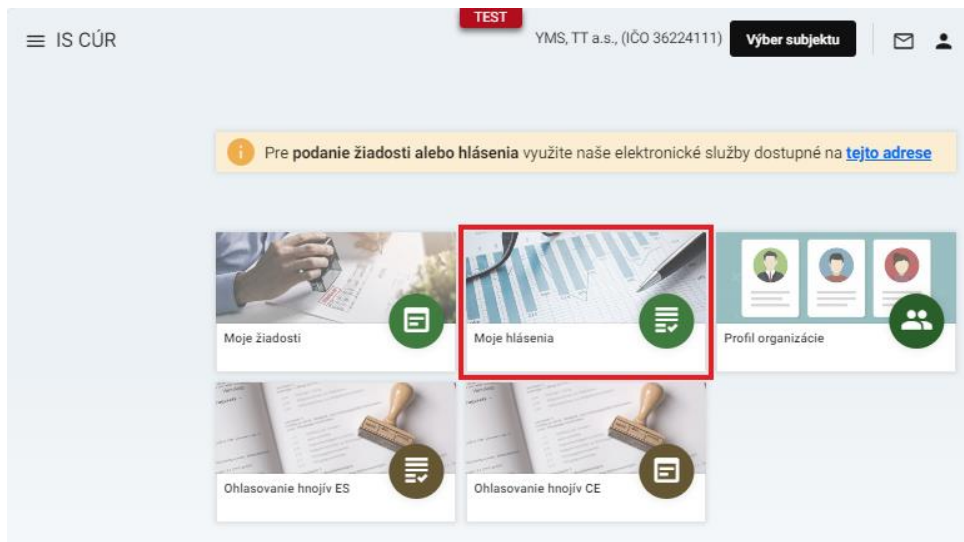 TEST
IS CÚR
YMS, TT a.s., (IČO 36224111)
Výber subjektu
Pre podanie žiadosti alebo hlásenia využite naše elektronické služby dostupné na tejto adrese
Moje žiadosti
Moje hlásenia
Profil organizácie
Ohlasovanie hnojív ES
Ohlasovanie hnojív CE